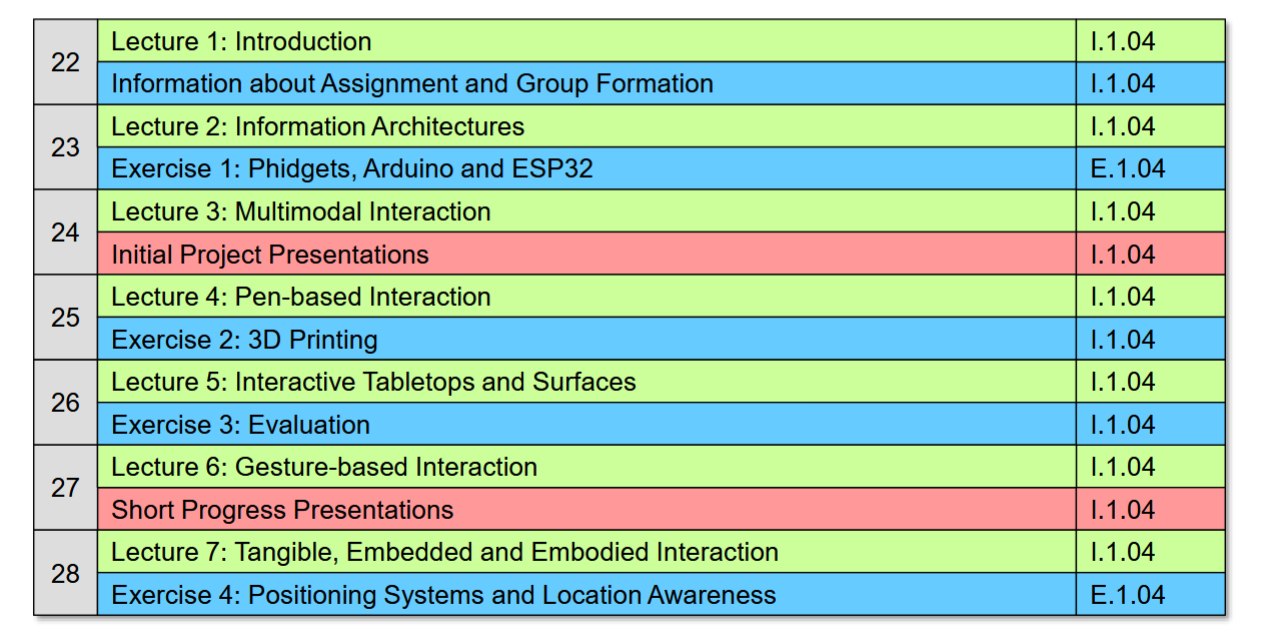 22
Lecture 1: Introduction I.1.04
Information about Assignment and Group Formation I.1.04
23
Lecture 2: Information Architectures I.1.04
Exercise 1: Phidgets, Arduino and ESP32 E.1.04
24
Lecture 3: Multimodal Interaction I.1.04
Initial Project Presentations I.1.04
25
Lecture 4: Pen-based Interaction I.1.04
Exercise 2: 3D Printing I.1.04
26
Lecture 5: Interactive Tabletops and Surfaces I.1.04
Exercise 3: Evaluation I.1.04
27
Lecture 6: Gesture-based Interaction I.1.04
Short Progress Presentations I.1.04
28
Lecture 7: Tangible, Embedded and Embodied Interaction I.1.04
Exercise 4: Positioning Systems and Location Awareness E.1.04